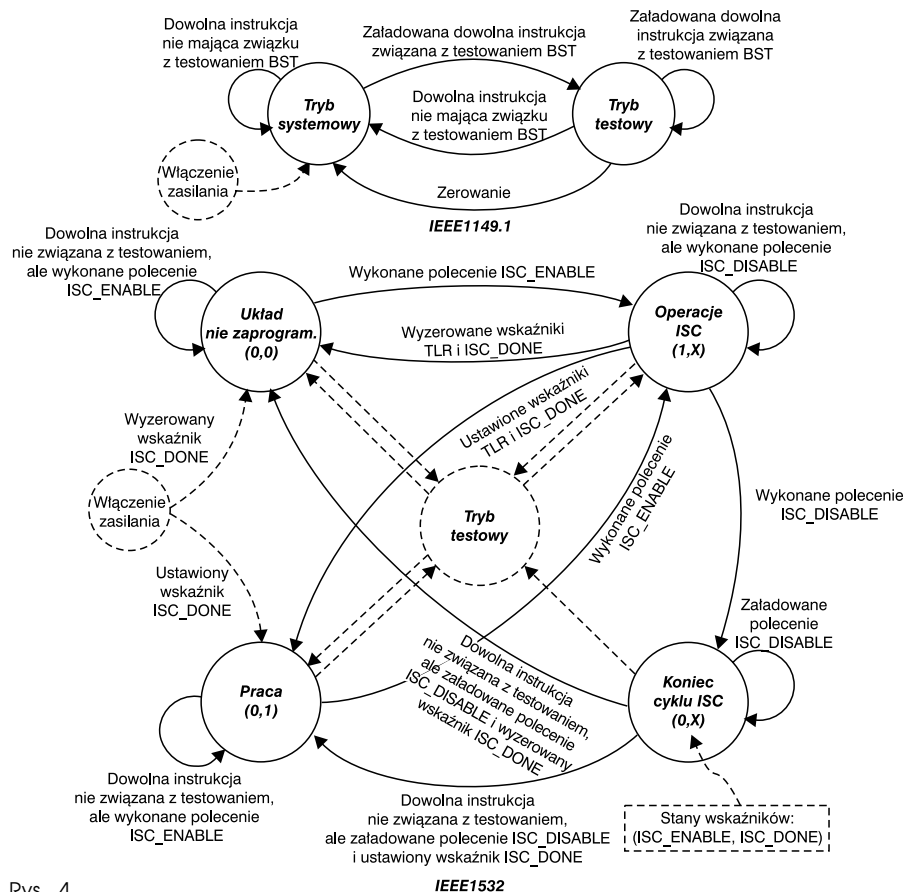 Dowolna instrukcja
nie mająca związku
z testowaniem BST
Załadowana dowolna instrukcja
związana z testowaniem BST
Załadowana dowolna
instrukcja związana
z testowaniem BST
Tryb
systemowy
Dowolna instrukcja
nie mająca związku
z testowaniem BST
Tryb
testowy
Włączenie
zasilania
Zerowanie
IEEE1149.1
Dowolna instrukcja
nie związana z testowaniem,
ale wykonane polecenie
ISC_ENABLE
Dowolna instrukcja
nie związana z testowaniem,
ale wykonane polecenie
ISC_DISABLE
Wykonane polecenie ISC_ENABLE
Układ
nie zaprogram.
(0,0)
Wyzerowane wskaźniki
TLR i ISC_DONE
Operacje
ISC
(1,X)
Ustawione wskaźniki
TLR i ISC_DONE
Wyzerowany
wskaźnik
ISC_DONE
Włączenie
zasilania
Tryb
testowy
Wykonane polecenie
ISC_ENABLE
Wykonane polecenie
ISC_DISABLE
Ustawiony
wskaźnik
ISC_DONE
Załadowane
polecenie
ISC_DISABLE
Praca
(0,1)
Dowolna instrukcja
nie związana z testowaniem,
ale załadowane polecenie
ISC_DISABLE i wyzerowany
wskaźnik ISC_DONE
Koniec
cyklu ISC
(0,X)
Dowolna instrukcja
nie związana z testowaniem,
ale wykonane polecenie
ISC_ENABLE
Dowolna instrukcja
nie związana z testowaniem,
ale załadowane polecenie ISC_DISABLE
i ustawiony wskaźnik ISC_DONE
Stany wskaźników:
(ISC_ENABLE, ISC_DONE)
IEEE1532
Rys. 4